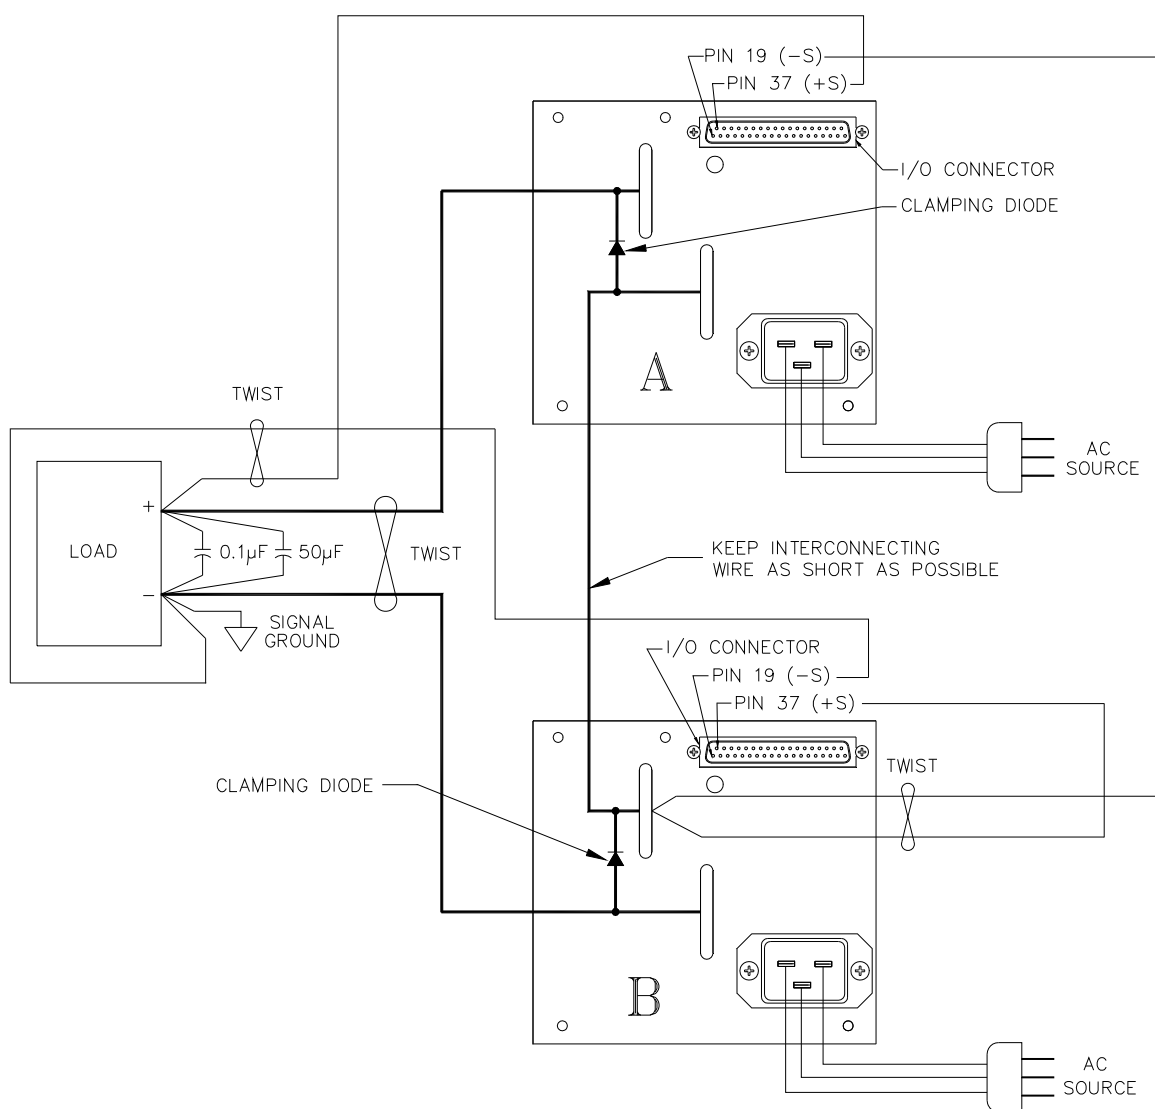 PIN 19 (-S)
PIN 37 (+S)
I/O CONNECTOR
CLAMPING DIODE
A
TWIST
AC
SOURCE
+
LOAD
0.1µF
50µF
TWIST
KEEP INTERCONNECTING
WIRE AS SHORT AS POSSIBLE
−
SIGNAL
GROUND
I/O CONNECTOR
PIN 19 (-S)
PIN 37 (+S)
TWIST
CLAMPING DIODE
B
AC
SOURCE